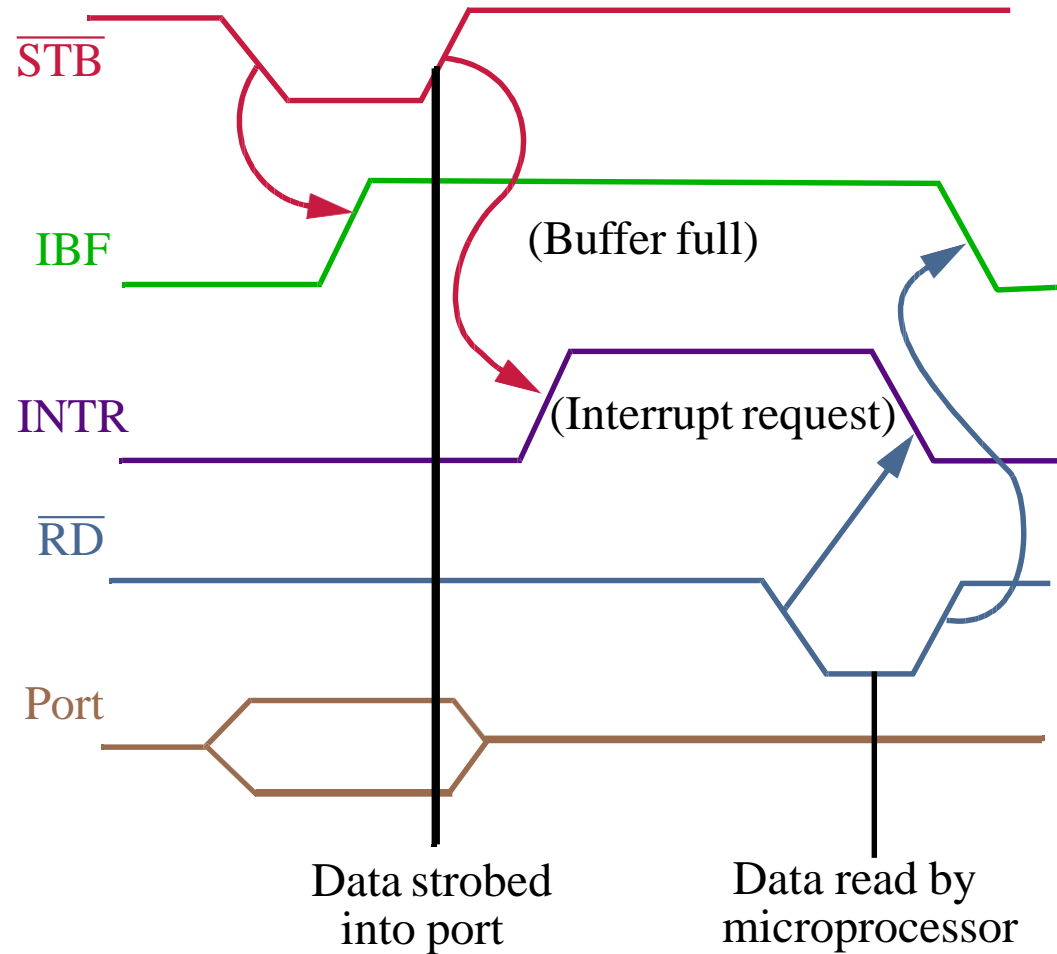 STB
IBF
(Buffer full)
INTR
(Interrupt request)
RD
Port
Data strobed
into port
Data read by
microprocessor